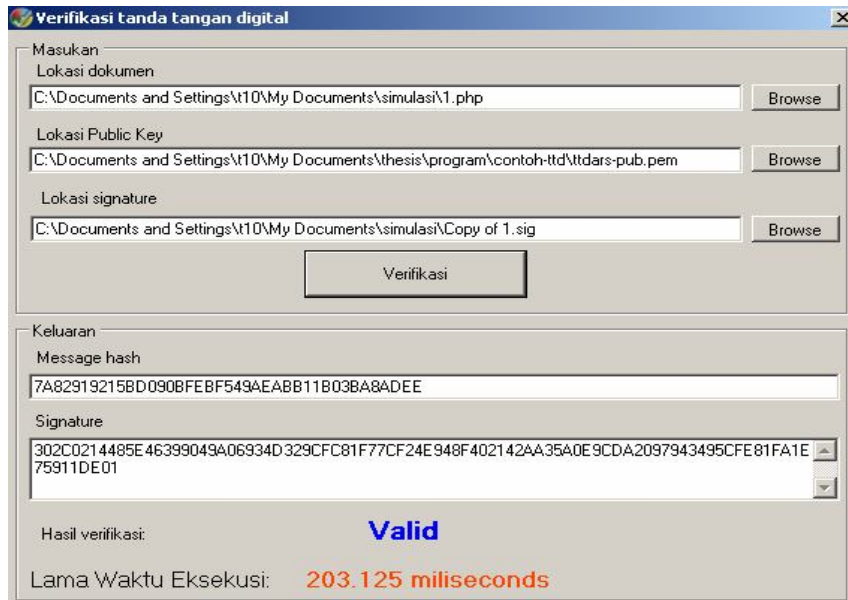 Verifikasi tanda tangan digital
Masukan
Lokasi dokumen
C:\Documents and Settings\t10\My Documents\simulasi\1.php
Browse
Lokasi Public Key
C:\Documents and Settings\t10\My Documents\thesis\program\contoh-ttd\ttdars-pub.pem
Browse
Lokasi signature
C:\Documents and Settings\t10\My Documents\simulasi\Copy of 1.sig
Browse
Verifikasi
Keluaran
Message hash
7A82919215BD090BFEBF549AEABB11B03BA8ADEE
Signature
302C0214485E46399049A06934D329CFC81F77CF24E948F402142AA35A0E9CDA2097943495CFE81FA1E
75911DE01
Hasil verifikasi:
Valid
Lama Waktu Eksekusi:
203.125 miliseconds